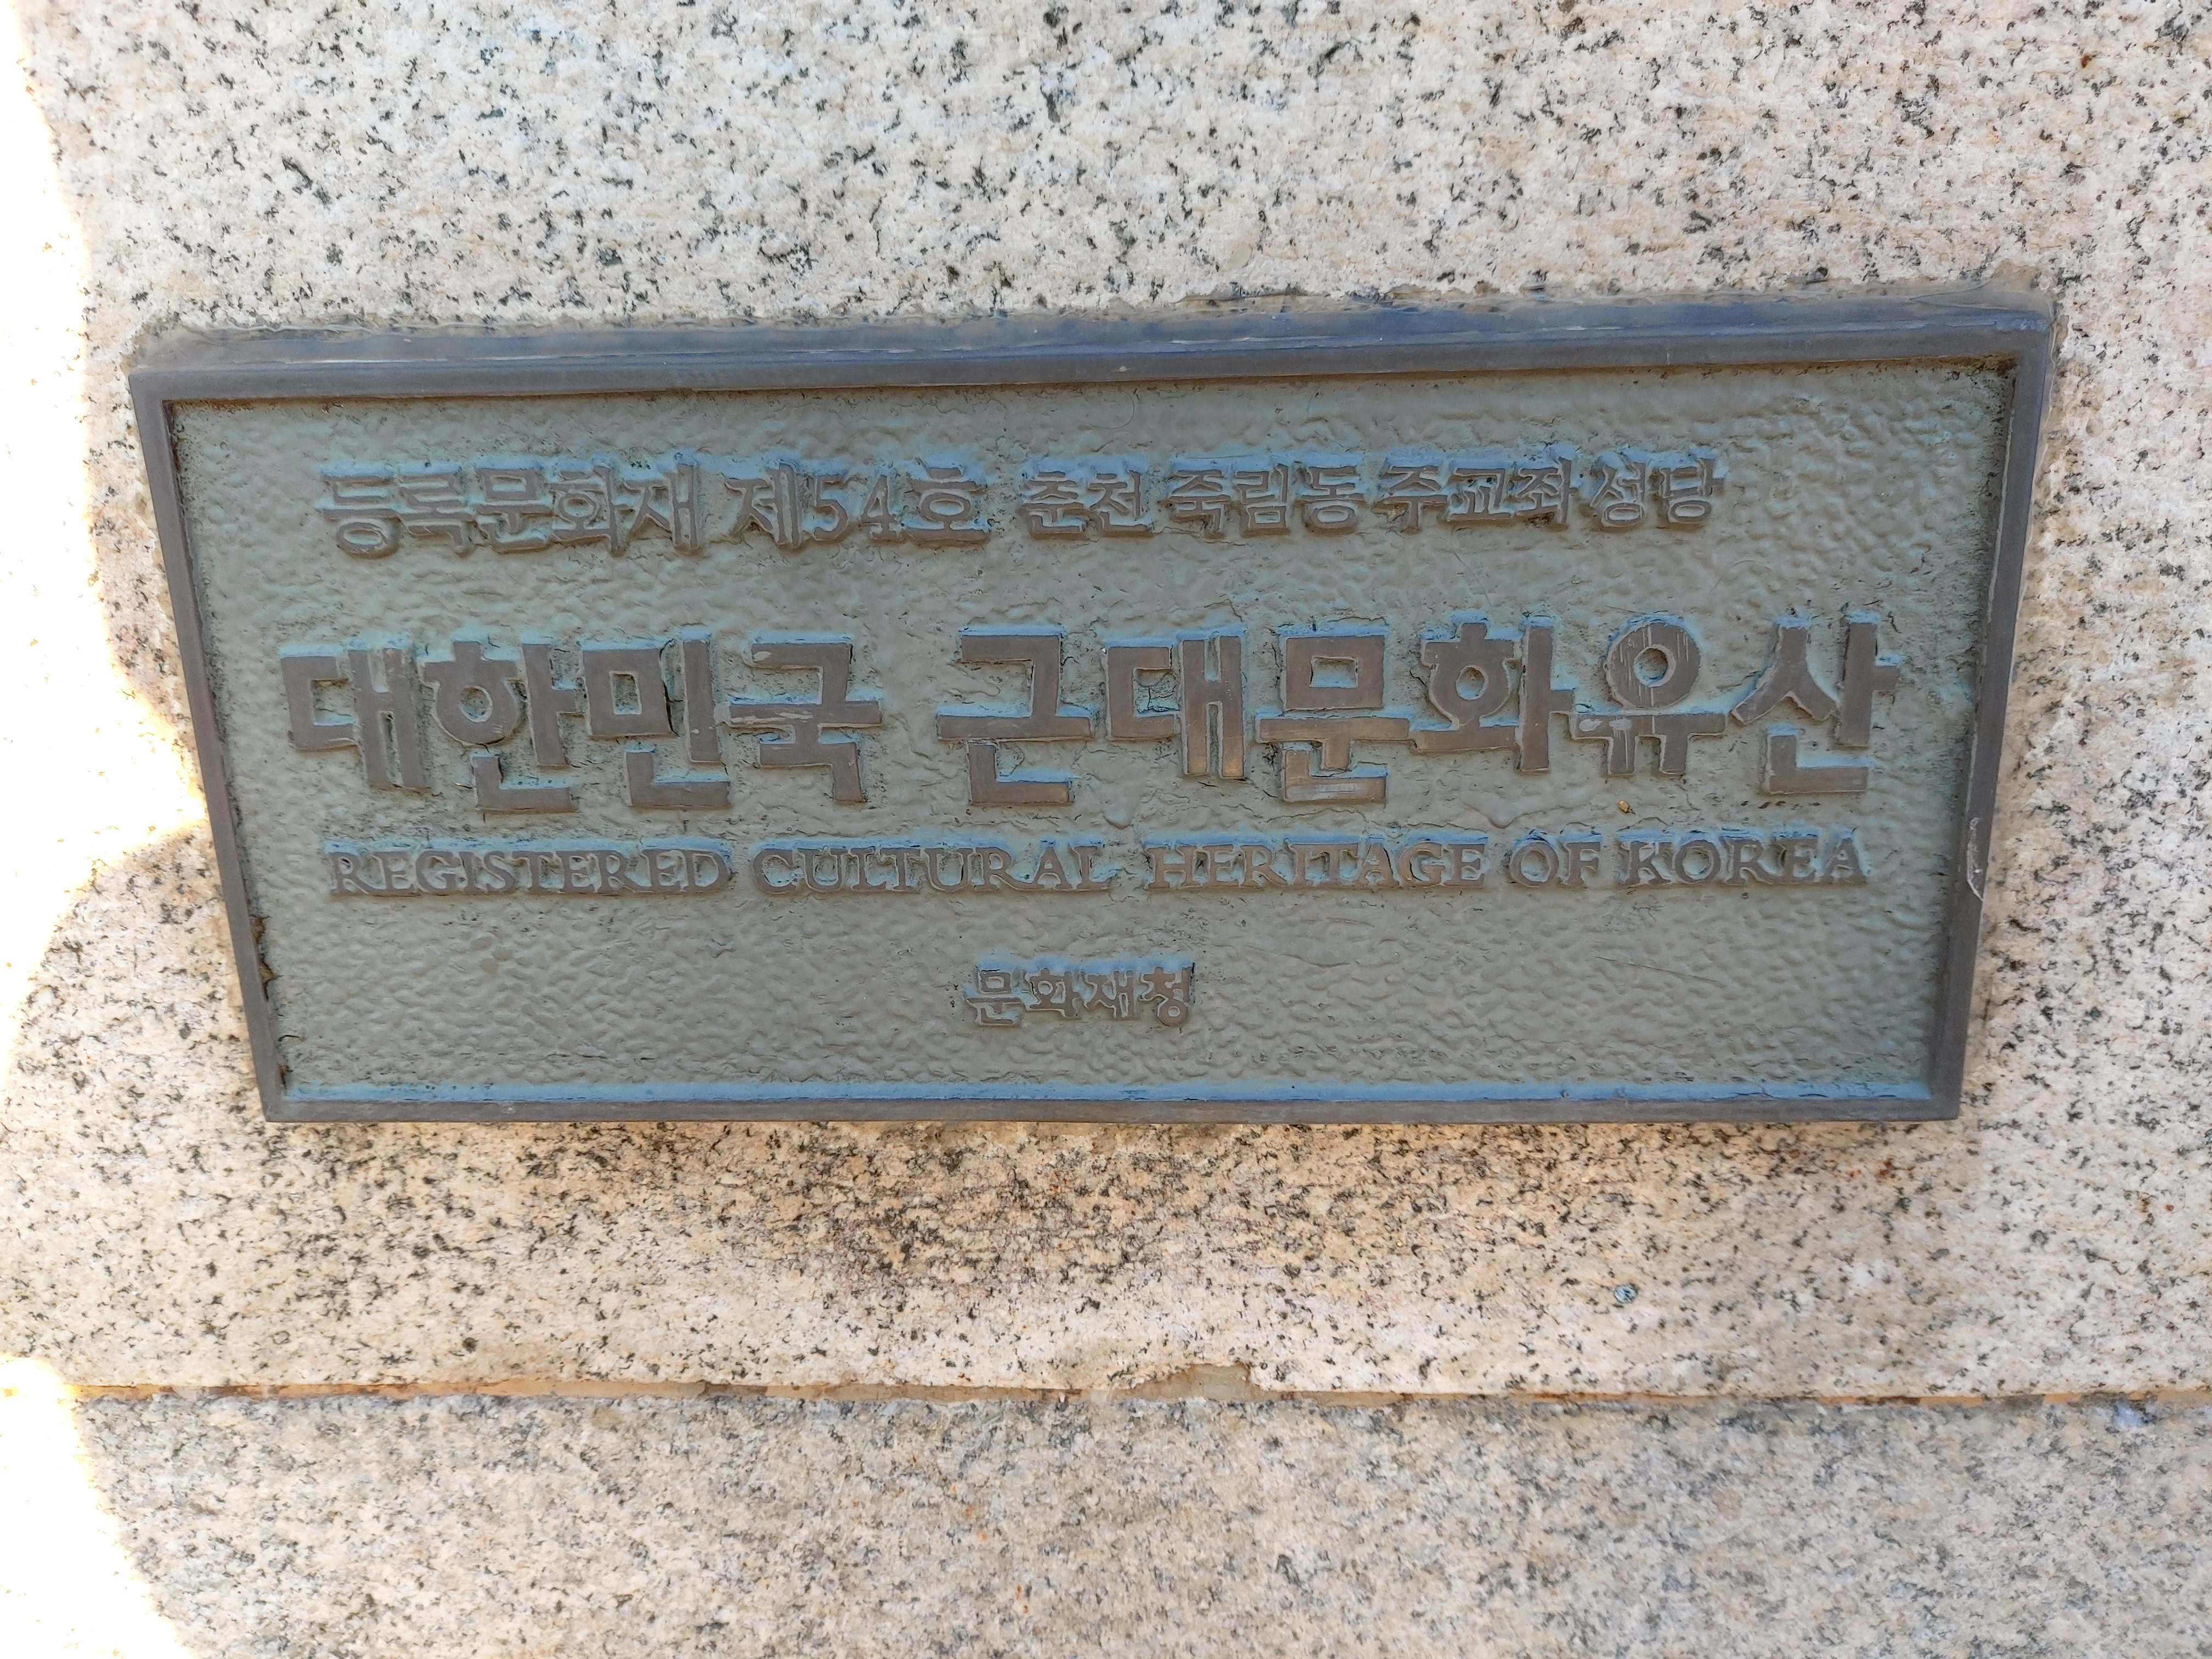 등록문화재 제54호 춘천 죽림동 주교좌 성당
대한민국 근대문화유산
REGISTERED CULTURAL HERITAGE OF KOREA
문화재청